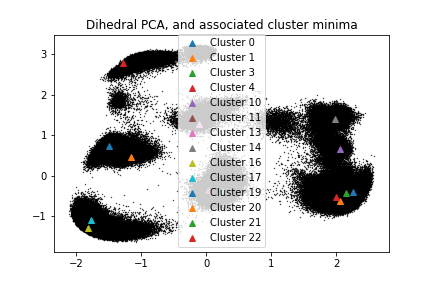 Dihedral PCA, and associated cluster minima
3
2
1
0
−1
−2
−1
0
1
2
Cluster 0
Cluster 1
Cluster 3
Cluster 4
Cluster 10
Cluster 11
Cluster 13
Cluster 14
Cluster 16
Cluster 17
Cluster 19
Cluster 20
Cluster 21
Cluster 22